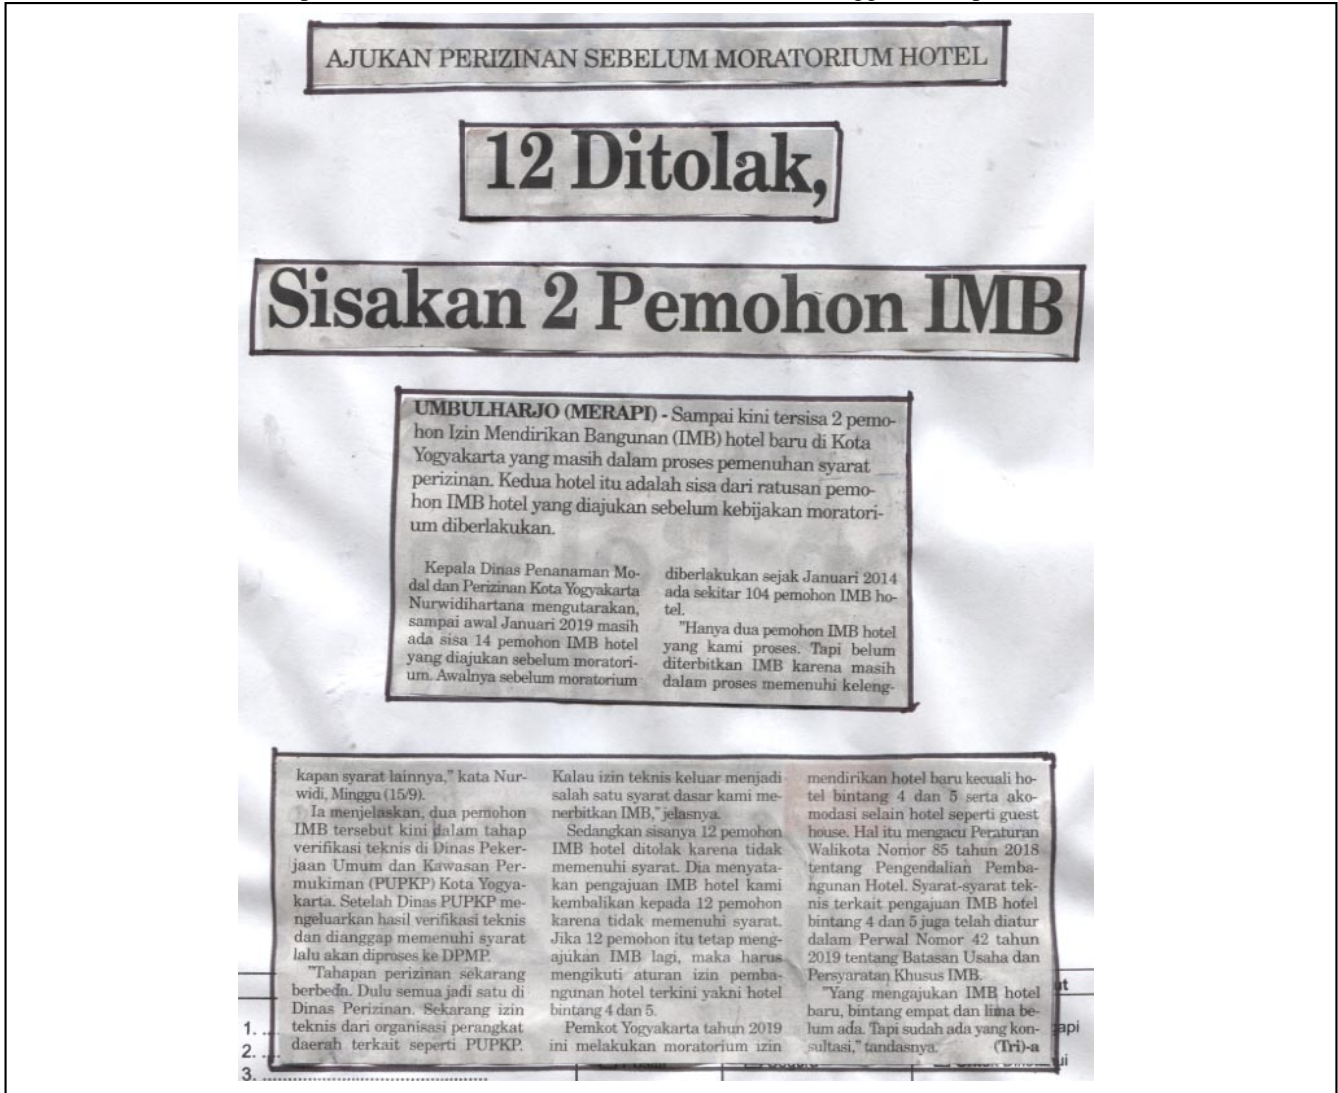 AJUKAN PERIZINAN SEBELUM MORATORIUM HOTEL
12 Ditolak,
Sisakan 2 Pemohon IMB
UMBULHARJO (MERAPI) - Sampai kini tersisa 2 pemo-
hon Izin Mendirikan Bangunan (IMB) hotel baru di Kota
Yogyakarta yang masih dalam proses pemenuhan syarat
perizinan. Kedua hotel itu adalah sisa dari ratusan pemo-
hon IMB hotel yang diajukan sebelum kebijakan moratori-
um diberlakukan.
Kepala Dinas Penanaman Mo-
dal dan Perizinan Kota Yogyakarta
Nurwidihartana mengutarakan,
sampai awal Januari 2019 masih
ada sisa 14 pemohon IMB hotel
yang diajukan sebelum moratori-
um. Awalnya sebelum moratorium
diberlakukan sejak Januari 2014
ada sekitar 104 pemohon IMB ho-
tel.
"Hanya dua pemohon IMB hotel
yang kami proses. Tapi belum
diterbitkan IMB karena masih
dalam proses memenuhi keleng-
kapan syarat lainnya," kata Nur-
widi, Minggu (15/9).
Ia menjelaskan, dua pemohon
IMB tersebut kini dalam tahap
verifikasi teknis di Dinas Peker-
jaan Umum dan Kawasan Per-
mukiman (PUPKP) Kota Yogya-
karta. Setelah Dinas PUPKP me-
ngeluarkan hasil verifikasi teknis
dan dianggap memenuhi syarat
lalu akan diproses ke DPMP.
"Tahapan perizinan sekarang
berbeda. Dulu semua jadi satu di
Dinas Perizinan. Sekarang izin
teknis dari organisasi perangkat
daerah terkait seperti PUPKP.
Kalau izin teknis keluar menjadi
salah satu syarat dasar kami me-
nerbitkan IMB," jelasnya.
Sedangkan sisanya 12 pemohon
IMB hotel ditolak karena tidak
memenuhi syarat. Dia menyata-
kan pengajuan IMB hotel kami
kembalikan kepada 12 pemohon
karena tidak memenuhi syarat.
Jika 12 pemohon itu tetap meng-
ajukan IMB lagi, maka harus
mengikuti aturan izin pemba-
ngunan hotel terkini yakni hotel
bintang 4 dan 5.
Pemkot Yogyakarta tahun 2019
ini melakukan moratorium izin
mendirikan hotel baru kecuali ho-
tel bintang 4 dan 5 serta ako-
modasi selain hotel seperti guest
house. Hal itu mengacu Peraturan
Walikota Nomor 85 tahun 2018
tentang Pengendalian Pemba-
ngunan Hotel. Syarat-syarat tek-
nis terkait pengajuan IMB hotel
bintang 4 dan 5 juga telah diatur
dalam Perwal Nomor 42 tahun
2019 tentang Batasan Usaha dan
Persyaratan Khusus IMB.
"Yang mengajukan IMB hotel
baru, bintang empat dan lima be-
lum ada. Tapi sudah ada yang kon-
sultasi," tandasnya. (Tri)-a
1.
2.
3.